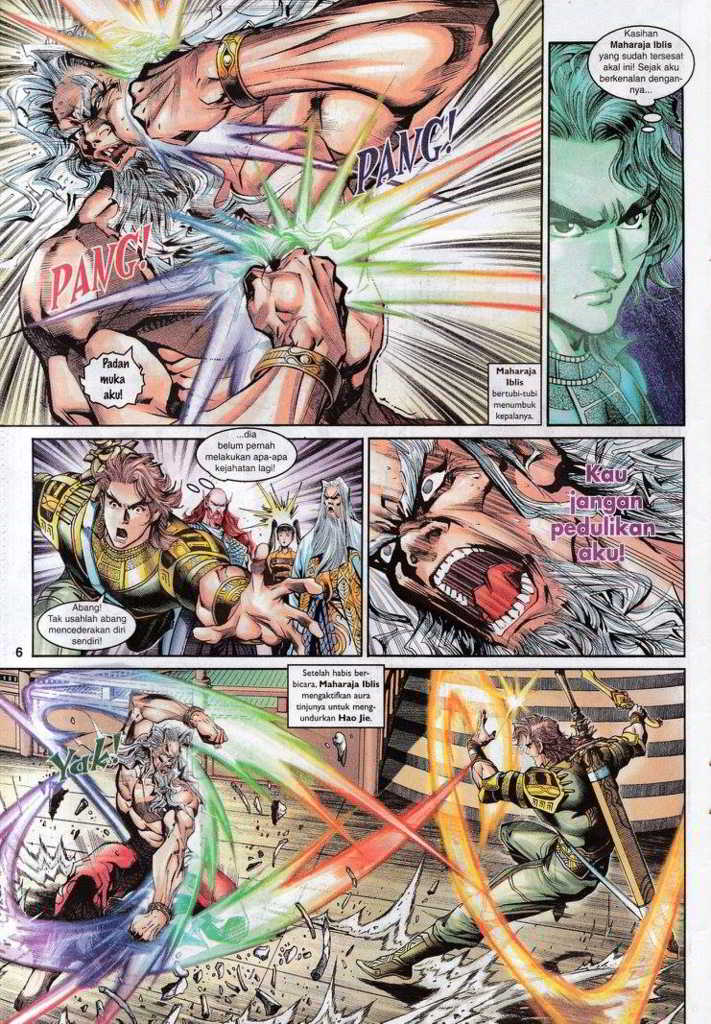 PANG!
PANG!
Padan
muka
aku!
Maharaja
Iblis
bertubi-tubi
menumbuk
kepalanya.
Kasihan
Maharaja Iblis
yang sudah tersesat
akal ini! Sejak aku
berkenalan dengan-
nya...
...dia
belum pernah
melakukan apa-apa
kejahatan lagi!
Abang!
Tak usahlah abang
mencederakan diri
sendiri!
Kau
jangan
pedulikan
aku!
6
Setelah habis ber-
bicara, Maharaja Iblis
mengaktifkan aura
tinjunya untuk meng-
undurkan Hao Jie.
Yak!